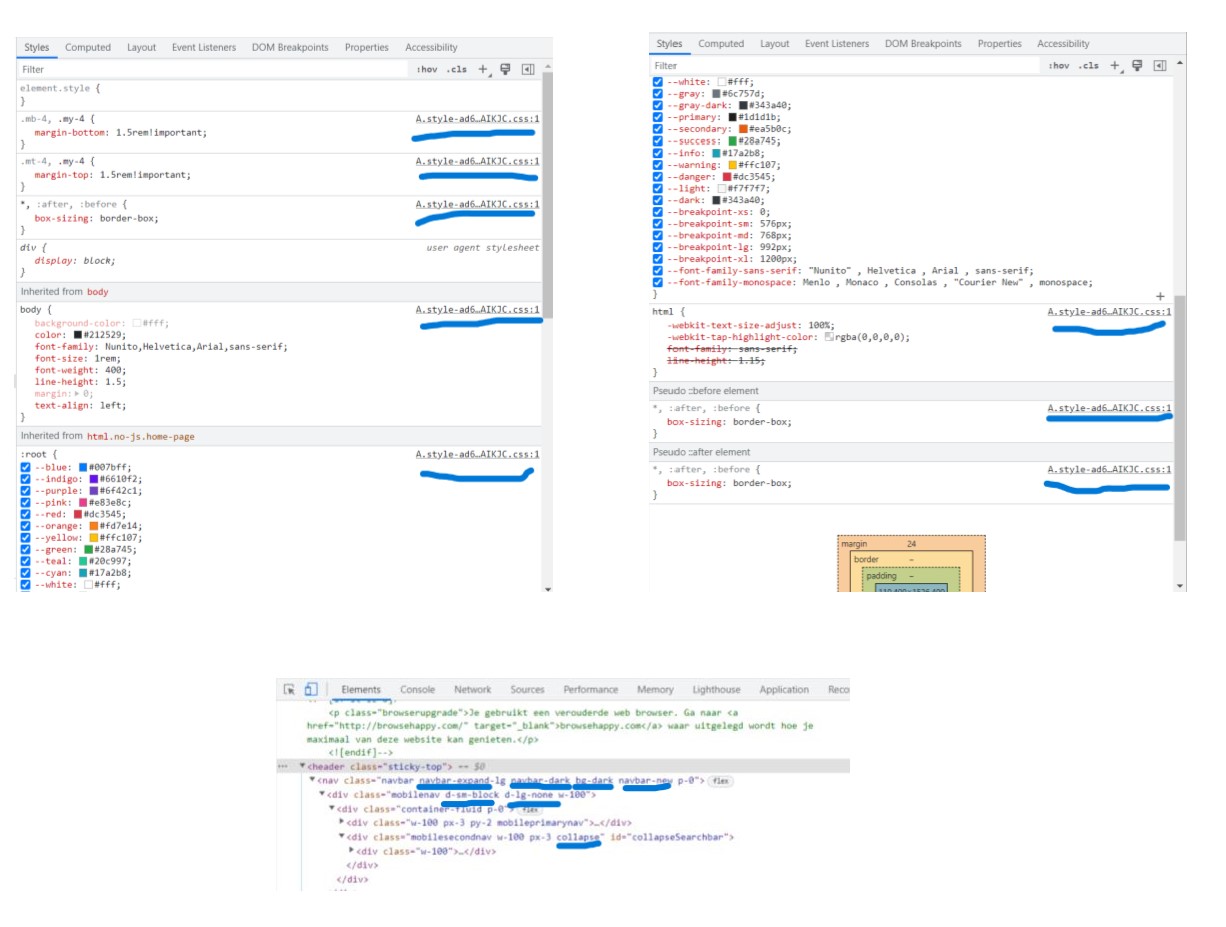 Styles Computed Layout Event Listeners DOM Breakpoints Properties Accessibility
Filter :hov .cls
element.style {
}
.mb-4, .my-4 { A.style-ad6…AIKJC.css:1
margin-bottom: 1.5rem!important;
}
.mt-4, .my-4 { A.style-ad6…AIKJC.css:1
margin-top: 1.5rem!important;
}
*, :after, :before { A.style-ad6…AIKJC.css:1
box-sizing: border-box;
}
div { user agent stylesheet
display: block;
}
Inherited from body
body { A.style-ad6…AIKJC.css:1
background-color: #fff;
color: #212529;
font-family: Nunito,Helvetica,Arial,sans-serif;
font-size: 1rem;
font-weight: 400;
line-height: 1.5;
margin: 0;
text-align: left;
}
Inherited from html.no-js.home-page
:root { A.style-ad6…AIKJC.css:1
--blue: #007bff;
--indigo: #6610f2;
--purple: #6f42c1;
--pink: #e83e8c;
--red: #dc3545;
--orange: #fd7e14;
--yellow: #ffc107;
--green: #28a745;
--teal: #20c997;
--cyan: #17a2b8;
--white: #fff;
Styles Computed Layout Event Listeners DOM Breakpoints Properties Accessibility
Filter :hov .cls
--white: #fff;
--gray: #6c757d;
--gray-dark: #343a40;
--primary: #1d1d1b;
--secondary: #ea5b0c;
--success: #28a745;
--info: #17a2b8;
--warning: #ffc107;
--danger: #dc3545;
--light: #f7f7f7;
--dark: #343a40;
--breakpoint-xs: 0;
--breakpoint-sm: 576px;
--breakpoint-md: 768px;
--breakpoint-lg: 992px;
--breakpoint-xl: 1200px;
--font-family-sans-serif: "Nunito" , Helvetica , Arial , sans-serif;
--font-family-monospace: Menlo , Monaco , Consolas , "Courier New" , monospace;
}
html { A.style-ad6…AIKJC.css:1
-webkit-text-size-adjust: 100%;
-webkit-tap-highlight-color: rgba(0,0,0,0);
font-family: sans-serif;
line-height: 1.15;
}
Pseudo ::before element
*, :after, :before { A.style-ad6…AIKJC.css:1
box-sizing: border-box;
}
Pseudo ::after element
*, :after, :before { A.style-ad6…AIKJC.css:1
box-sizing: border-box;
}
margin 24
border –
padding –
Elements Console Network Sources Performance Memory Lighthouse Application Reco
<p class="browserupgrade">Je gebruikt een verouderde web browser. Ga naar <a
href="http://browsehappy.com/" target="_blank">browsehappy.com</a> waar uitgelegd wordt hoe je
maximaal van deze website kan genieten.</p>
<![endif]-->
<header class="sticky-top"> == $0
<nav class="navbar navbar-expand-lg navbar-dark bg-dark navbar-new p-0"> flex
<div class="mobilenav d-sm-block d-lg-none w-100">
<div class="container-fluid p-0"> flex
<div class="w-100 px-3 py-2 mobileprimarynav">…</div>
<div class="mobilesecondnav w-100 px-3 collapse" id="collapseSearchbar">
<div class="w-100">…</div>
</div>
</div>